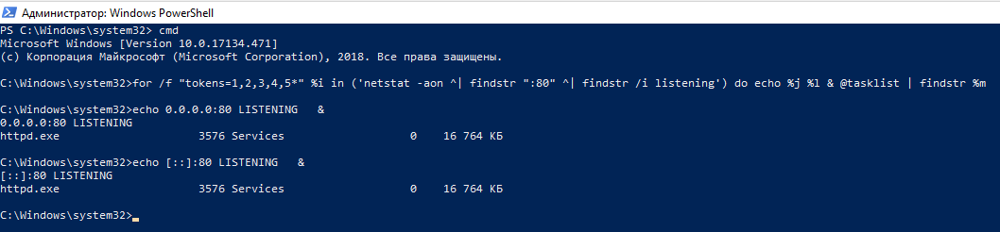 Администратор: Windows PowerShell
PS C:\Windows\system32> cmd
Microsoft Windows [Version 10.0.17134.471]
(c) Корпорация Майкрософт (Microsoft Corporation), 2018. Все права защищены.
C:\Windows\system32>for /f "tokens=1,2,3,4,5*" %i in ('netstat -aon ^| findstr ":80" ^| findstr /i listening') do echo %j %l & @tasklist | findstr %m
C:\Windows\system32>echo 0.0.0.0:80 LISTENING   &
0.0.0.0:80 LISTENING
httpd.exe                     3576 Services                   0    16 764 КБ
C:\Windows\system32>echo [::]:80 LISTENING   &
[::]:80 LISTENING
httpd.exe                     3576 Services                   0    16 764 КБ
C:\Windows\system32>